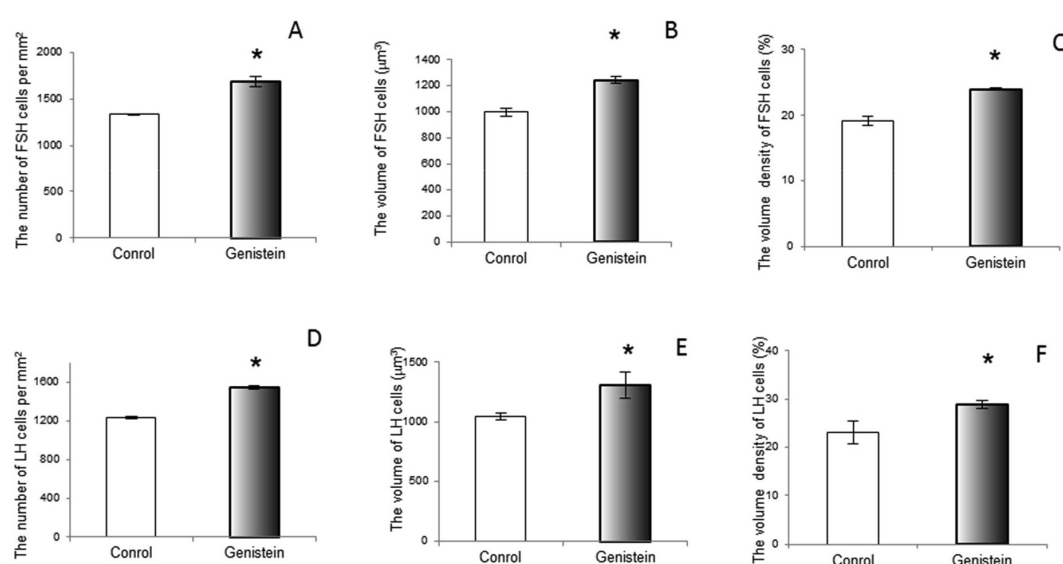 A
The number of FSH cells per mm²
2000
1500
1000
500
0
*
Conrol
Genistein
B
The volume of FSH cells (µm³)
1400
1200
1000
800
600
400
200
0
*
Conrol
Genistein
C
The volume density of FSH cells (%)
30
20
10
0
*
Conrol
Genistein
D
The number of LH cells per mm²
1600
1200
800
400
0
*
Conrol
Genistein
E
The volume of LH cells (µm³)
1500
1000
500
0
*
Conrol
Genistein
F
The volume density of LH cells (%)
40
30
20
10
0
*
Conrol
Genistein